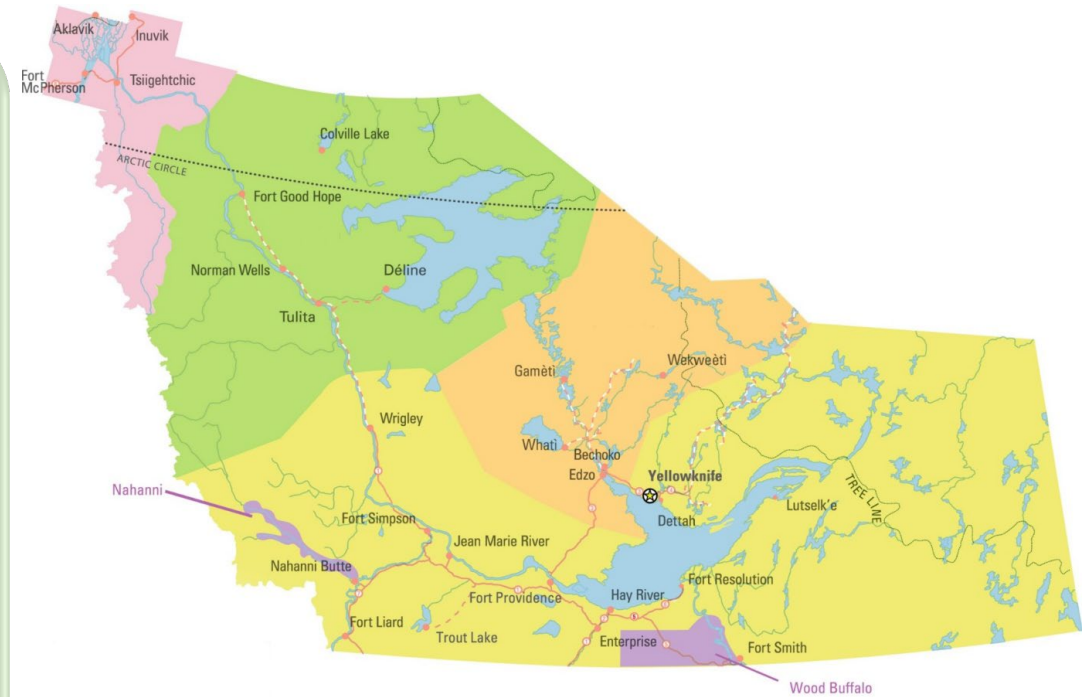 Aklavik
Inuvik
Fort
McPherson
Tsiigehtchic
Colville Lake
ARCTIC CIRCLE
Fort Good Hope
Norman Wells
Déline
Tulita
Gamètì
Wekweètì
Wrigley
Whatì
Bechoko
Edzo
Yellowknife
Nahanni
Lutselk'e
TREE LINE
Fort Simpson
Dettah
Jean Marie River
Nahanni Butte
Fort Resolution
Fort Providence
Hay River
Fort Liard
Trout Lake
Enterprise
Fort Smith
Wood Buffalo